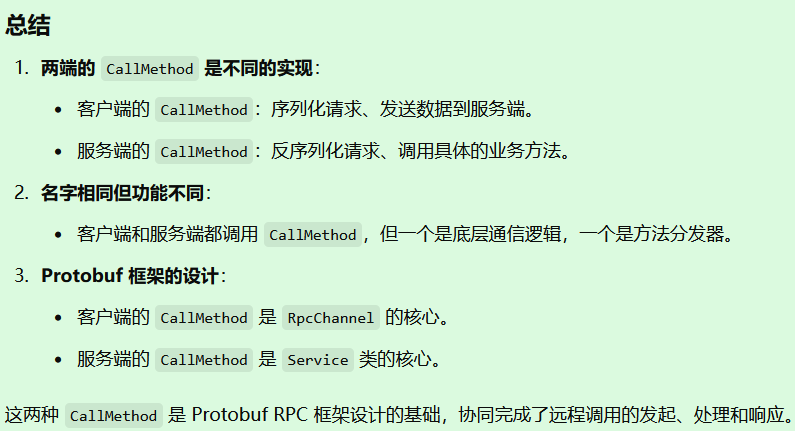 总结
1. 两端的 CallMethod 是不同的实现：
• 客户端的 CallMethod：序列化请求、发送数据到服务端。
• 服务端的 CallMethod：反序列化请求、调用具体的业务方法。
2. 名字相同但功能不同：
• 客户端和服务端都调用 CallMethod，但一个是底层通信逻辑，一个是方法分发器。
3. Protobuf 框架的设计：
• 客户端的 CallMethod 是 RpcChannel 的核心。
• 服务端的 CallMethod 是 Service 类的核心。
这两种 CallMethod 是 Protobuf RPC 框架设计的基础，协同完成了远程调用的发起、处理和响应。